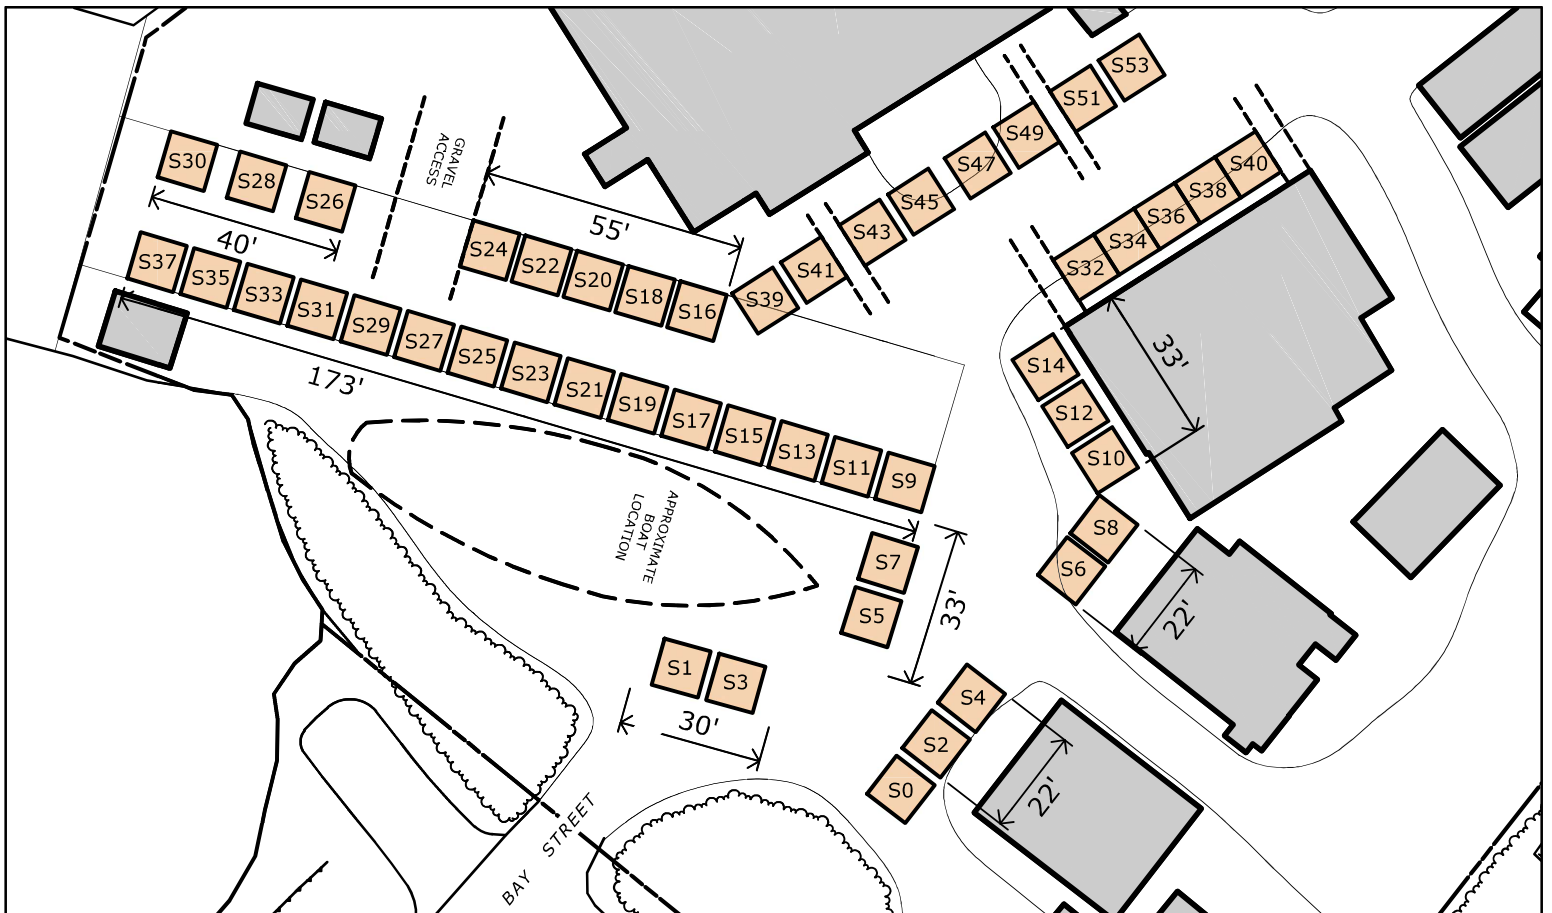 S53
S51
S49
S47
S45
S43
S41
S39
S40
S38
S36
S34
S32
GRAVEL
ACCESS
S30
S28
S26
40'
55'
S24
S22
S20
S18
S16
S37
S35
S33
S31
S29
S27
S25
S23
S21
S19
S17
S15
S13
S11
S9
173'
33'
S14
S12
S10
S8
S6
22'
APPROXIMATE
BOAT
LOCATION
S7
S5
33'
S1
S3
30'
S4
S2
S0
22'
BAY STREET